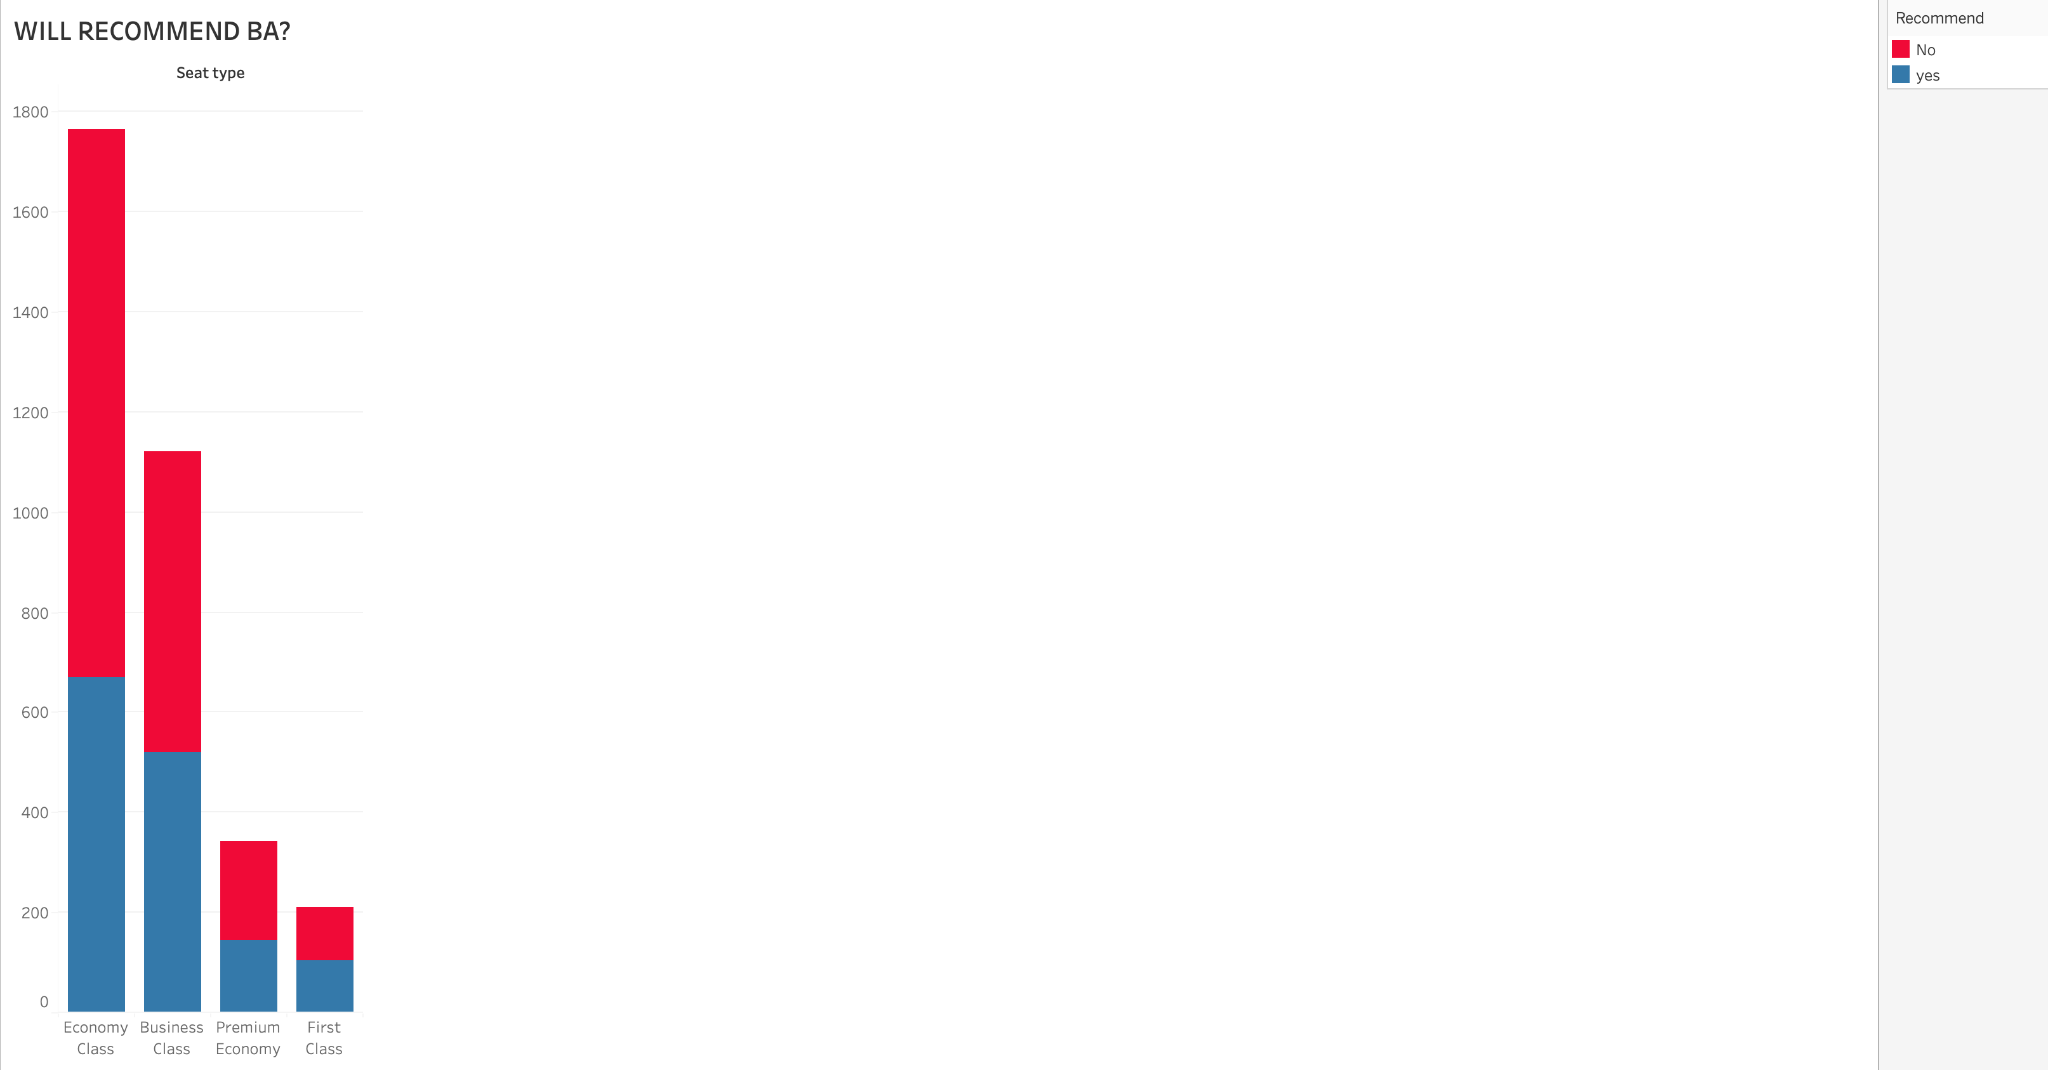 WILL RECOMMEND BA?
Seat type
1800
1600
1400
1200
1000
800
600
400
200
0
Economy Class
Business Class
Premium Economy
First Class
Recommend
No
yes